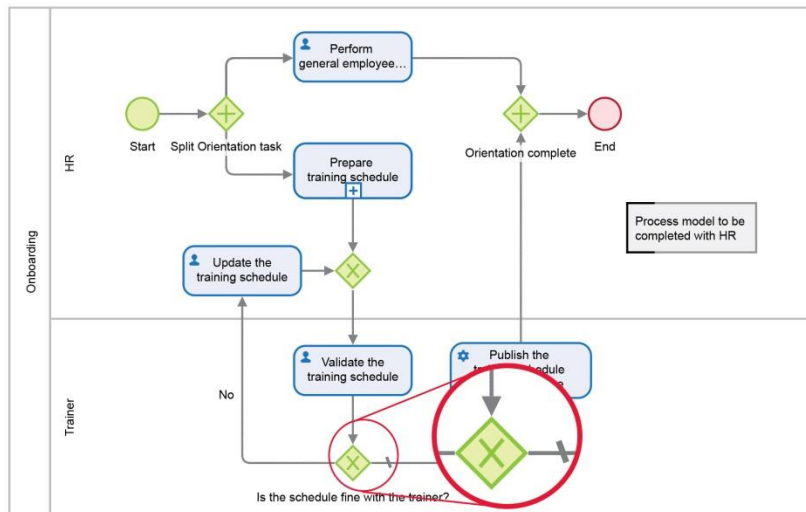 Onboarding
HR
Perform
general employee…
Start
Split Orientation task
Orientation complete
End
Prepare
training schedule
Process model to be
completed with HR
Update the
training schedule
Trainer
Validate the
training schedule
Publish the
No
Is the schedule fine with the trainer?